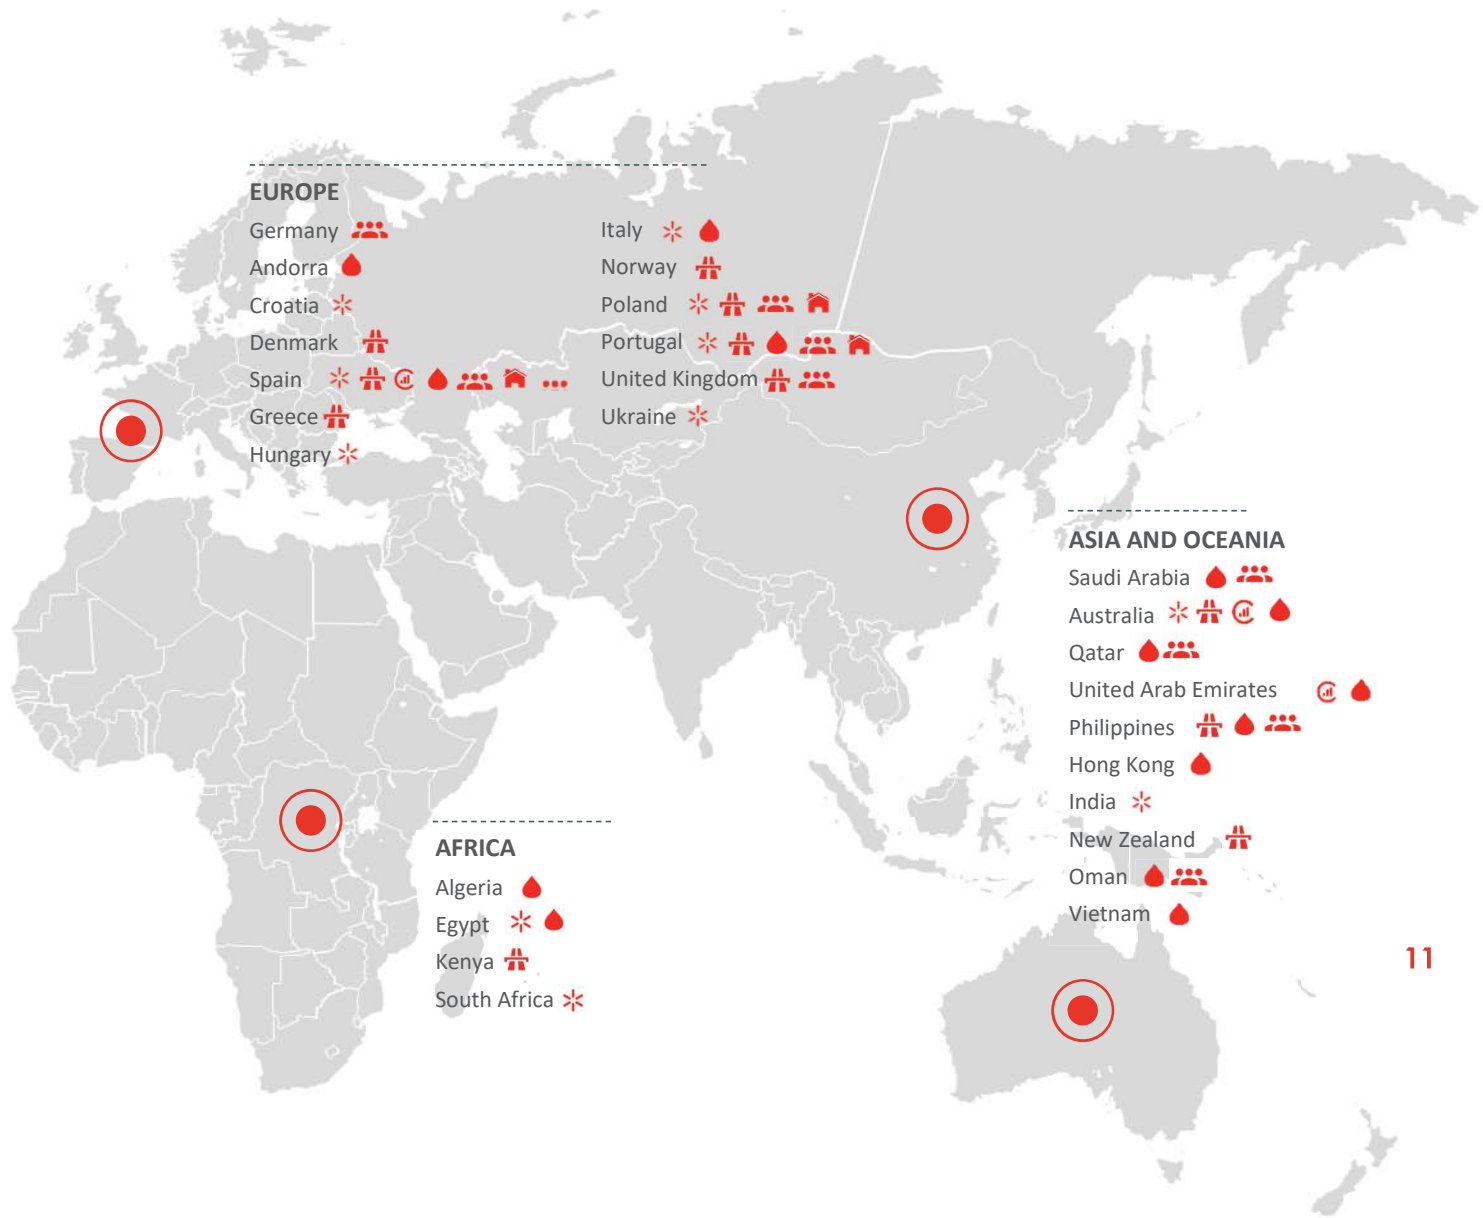 EUROPE
Germany
Andorra
Croatia
Denmark
Spain
Greece
Hungary
Italy
Norway
Poland
Portugal
United Kingdom
Ukraine
ASIA AND OCEANIA
Saudi Arabia
Australia
Qatar
United Arab Emirates
Philippines
Hong Kong
India
New Zealand
Oman
Vietnam
AFRICA
Algeria
Egypt
Kenya
South Africa
11